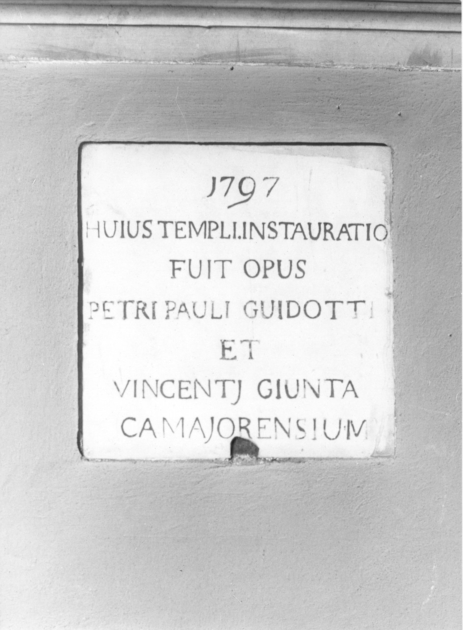 1797
HUIUS TEMPLI.INSTAURATIO
FUIT OPUS
PETRI PAULI GUIDOTTI
ET
VINCENTJ GIUNTA
CAMAJORENSIUM